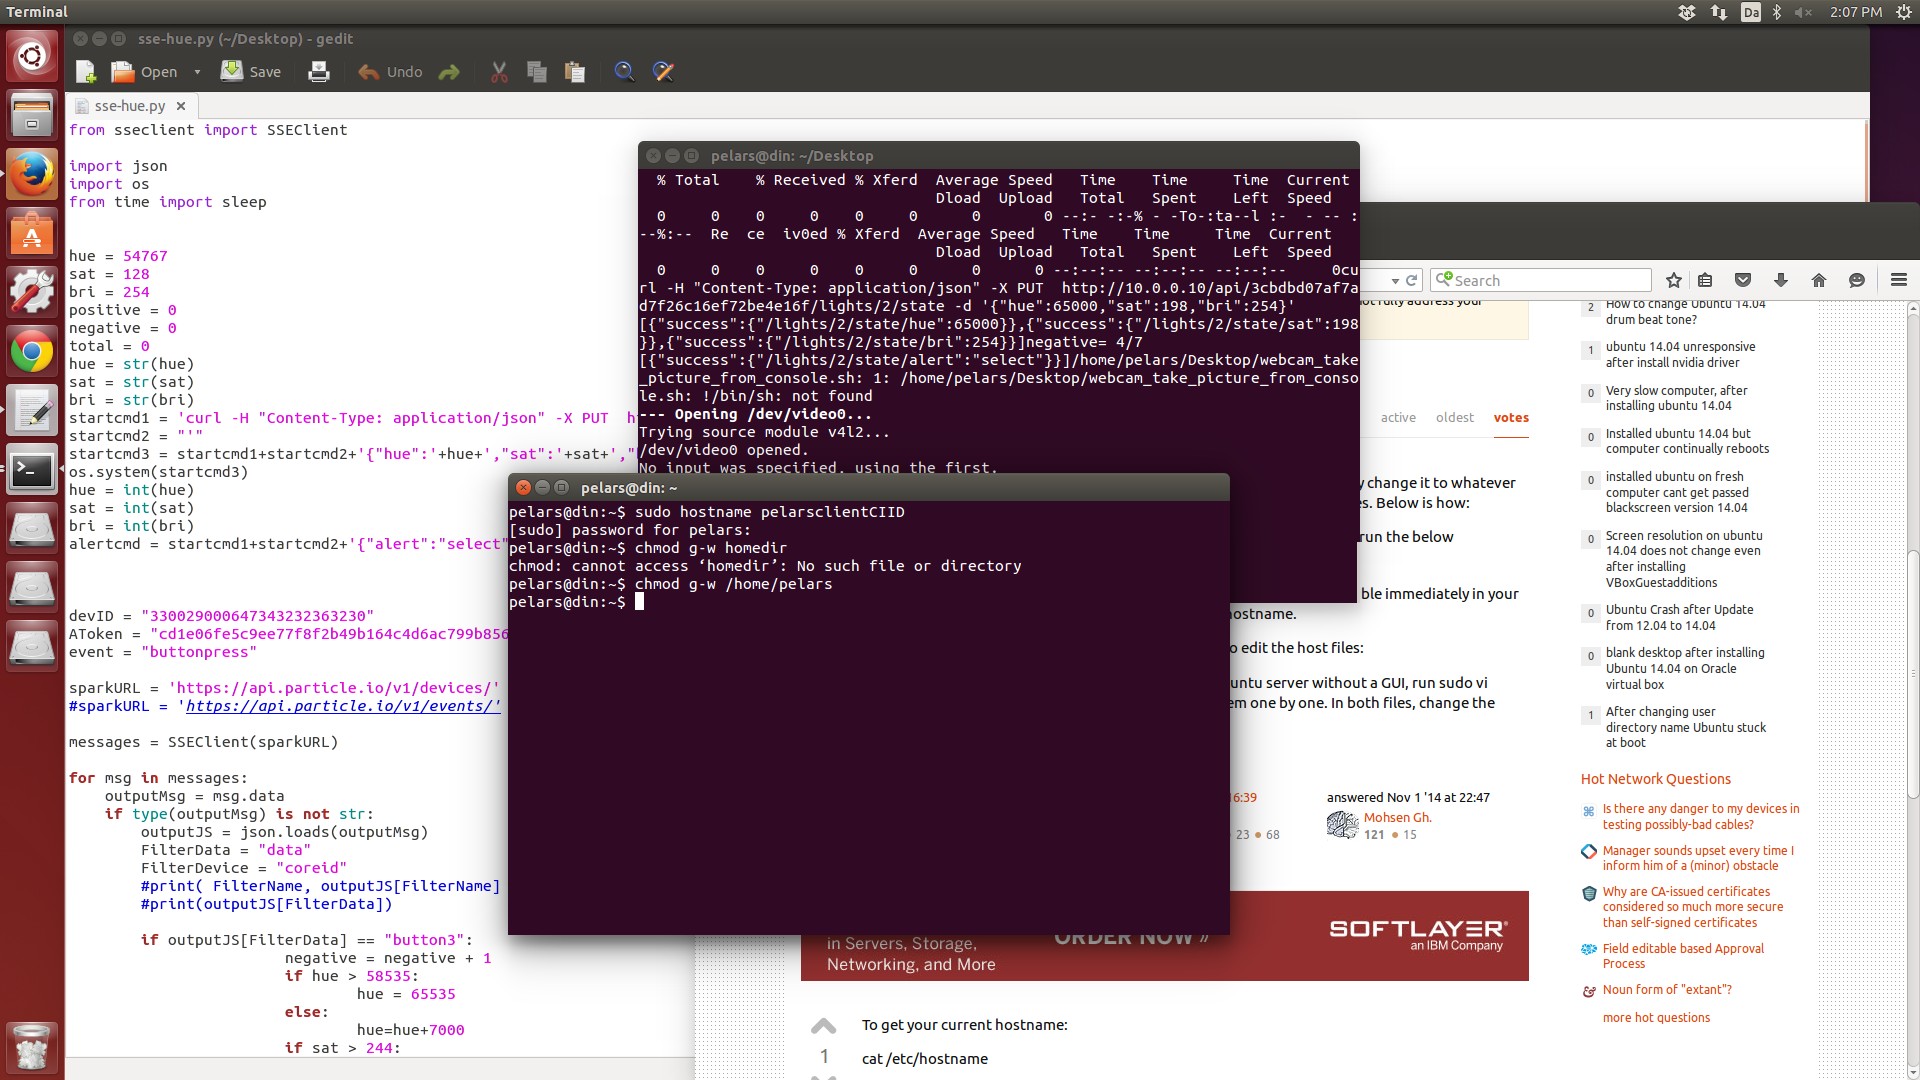 Terminal
Da
2:07 PM
sse-hue.py (~/Desktop) - gedit
Open
Save
Undo
sse-hue.py
from sseclient import SSEClient
import json
import os
from time import sleep
hue = 54767
sat = 128
bri = 254
positive = 0
negative = 0
total = 0
hue = str(hue)
sat = str(sat)
bri = str(bri)
startcmd1 = 'curl -H "Content-Type: application/json" -X PUT
startcmd2 = "'"
startcmd3 = startcmd1+startcmd2+'{"hue":'+hue+',"sat":'+sat+',"
os.system(startcmd3)
hue = int(hue)
sat = int(sat)
bri = int(bri)
alertcmd = startcmd1+startcmd2+'{"alert":"select"
devID = "330029000647343232363230"
AToken = "cd1e06fe5c9ee77f8f2b49b164c4d6ac799b856
event = "buttonpress"
sparkURL = 'https://api.particle.io/v1/devices/'
#sparkURL = 'https://api.particle.io/v1/events/'
messages = SSEClient(sparkURL)
for msg in messages:
outputMsg = msg.data
if type(outputMsg) is not str:
outputJS = json.loads(outputMsg)
FilterData = "data"
FilterDevice = "coreid"
#print( FilterName, outputJS[FilterName]
#print(outputJS[FilterData])
if outputJS[FilterData] == "button3":
negative = negative + 1
if hue > 58535:
hue = 65535
else:
hue=hue+7000
if sat > 244:
pelars@din: ~/Desktop
% Total % Received % Xferd Average Speed Time Time Time Current
Dload Upload Total Spent Left Speed
0 0 0 0 0 0 0 0 --:- -:-% - -To-:ta--l :- - -- :
--%:-- Re ce iv0ed % Xferd Average Speed Time Time Time Current
Dload Upload Total Spent Left Speed
0 0 0 0 0 0 0 0 --:--:-- --:--:-- --:--:-- 0cu
rl -H "Content-Type: application/json" -X PUT http://10.0.0.10/api/3cbdbd07af7a
d7f26c16ef72be4e16f/lights/2/state -d '{"hue":65000,"sat":198,"bri":254}'
[{"success":{"/lights/2/state/hue":65000}},{"success":{"/lights/2/state/sat":198
}},{"success":{"/lights/2/state/bri":254}}]negative= 4/7
[{"success":{"/lights/2/state/alert":"select"}}]/home/pelars/Desktop/webcam_take
_picture_from_console.sh: 1: /home/pelars/Desktop/webcam_take_picture_from_conso
le.sh: !/bin/sh: not found
--- Opening /dev/video0...
Trying source module v4l2...
/dev/video0 opened.
No input was specified, using the first.
pelars@din: ~
pelars@din:~$ sudo hostname pelarsclientCIID
[sudo] password for pelars:
pelars@din:~$ chmod g-w homedir
chmod: cannot access ‘homedir’: No such file or directory
pelars@din:~$ chmod g-w /home/pelars
pelars@din:~$
Search
active oldest votes
y change it to whatever
s. Below is how:
run the below
ble immediately in your
ostname.
o edit the host files:
untu server without a GUI, run sudo vi
em one by one. In both files, change the
6:39
23 68
answered Nov 1 '14 at 22:47
Mohsen Gh.
121 15
in Servers, Storage,
Networking, and More
ORDER NOW »
SOFTLAYER
an IBM Company
To get your current hostname:
1
cat /etc/hostname
2 How to change Ubuntu 14.04
drum beat tone?
1 ubuntu 14.04 unresponsive
after install nvidia driver
0 Very slow computer, after
installing ubuntu 14.04
0 Installed ubuntu 14.04 but
computer continually reboots
0 installed ubuntu on fresh
computer cant get passed
blackscreen version 14.04
0 Screen resolution on ubuntu
14.04 does not change even
after installing
VBoxGuestadditions
0 Ubuntu Crash after Update
from 12.04 to 14.04
0 blank desktop after installing
Ubuntu 14.04 on Oracle
virtual box
1 After changing user
directory name Ubuntu stuck
at boot
Hot Network Questions
Is there any danger to my devices in
testing possibly-bad cables?
Manager sounds upset every time I
inform him of a (minor) obstacle
Why are CA-issued certificates
considered so much more secure
than self-signed certificates
Field editable based Approval
Process
Noun form of "extant"?
more hot questions